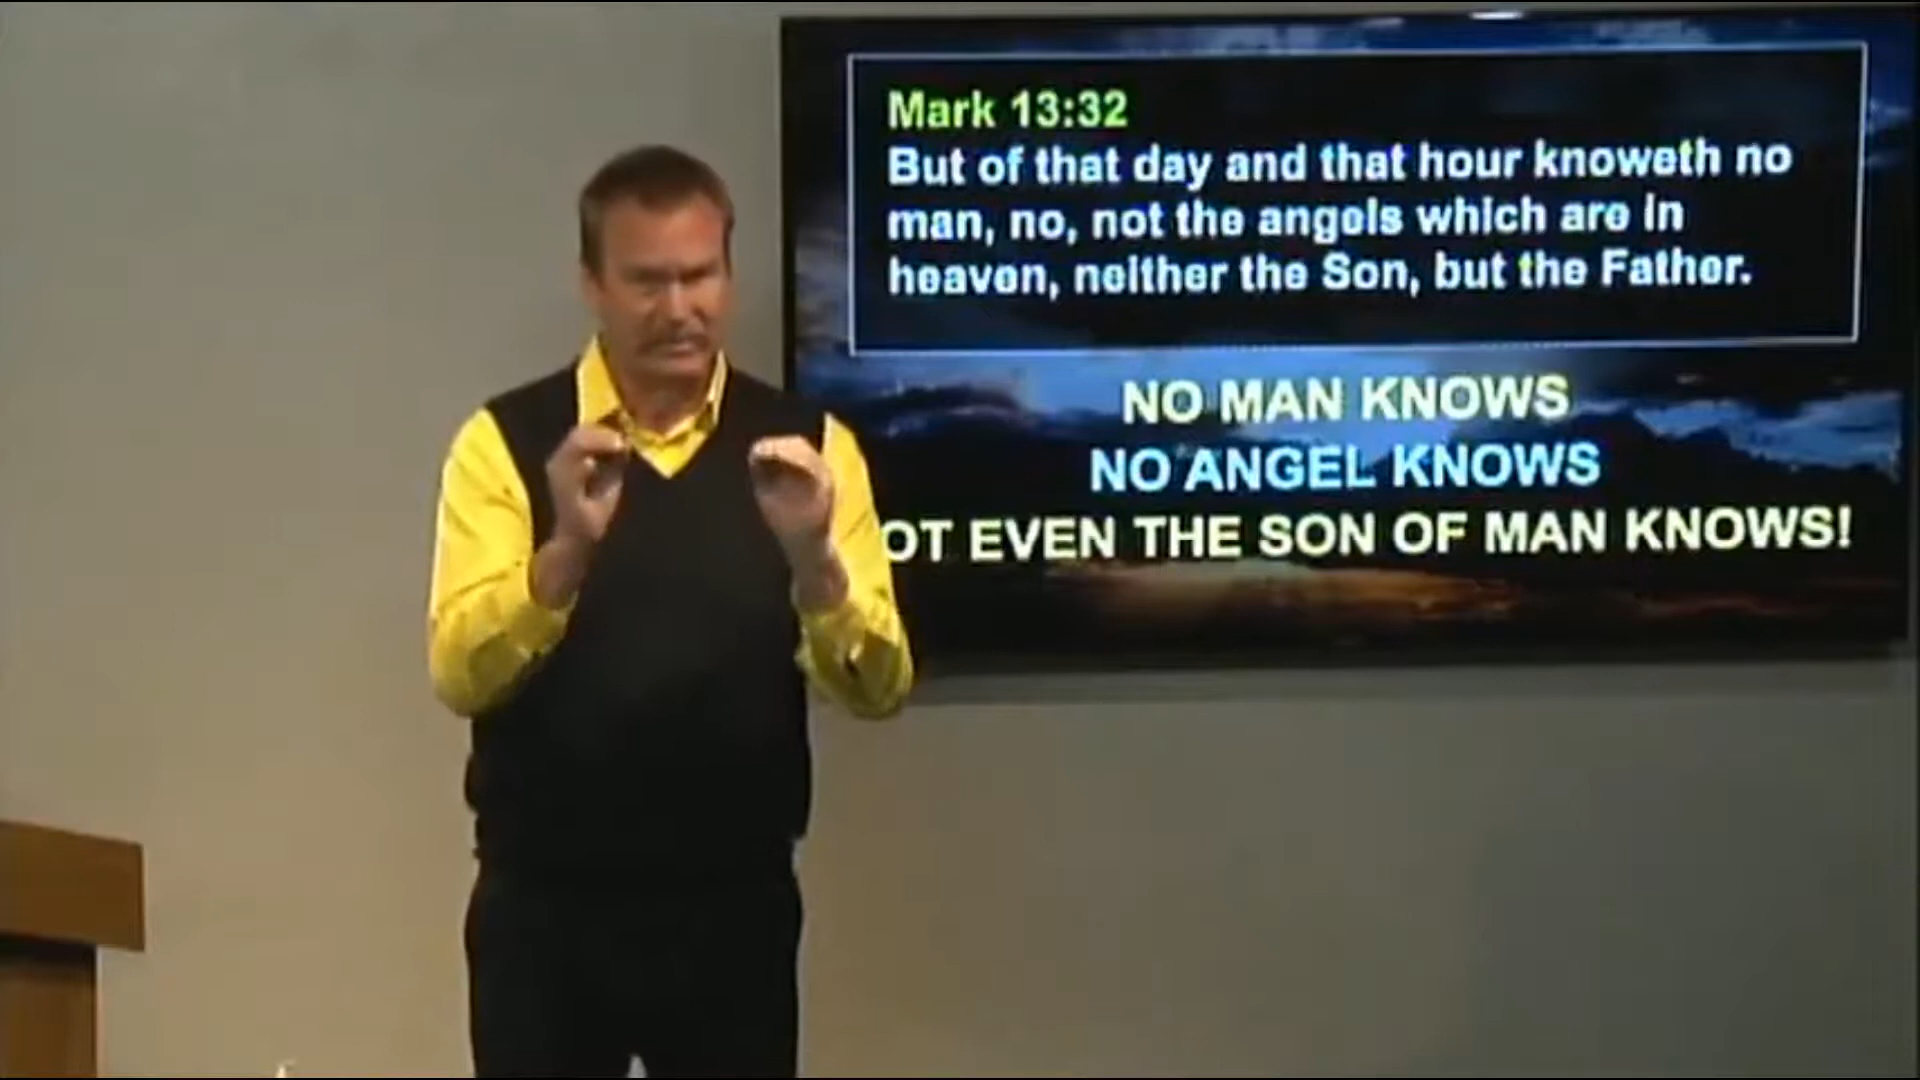 Mark 13:32
But of that day and that hour knoweth no
man, no, not the angels which are in
heaven, neither the Son, but the Father.
NO MAN KNOWS
NO ANGEL KNOWS
OT EVEN THE SON OF MAN KNOWS!